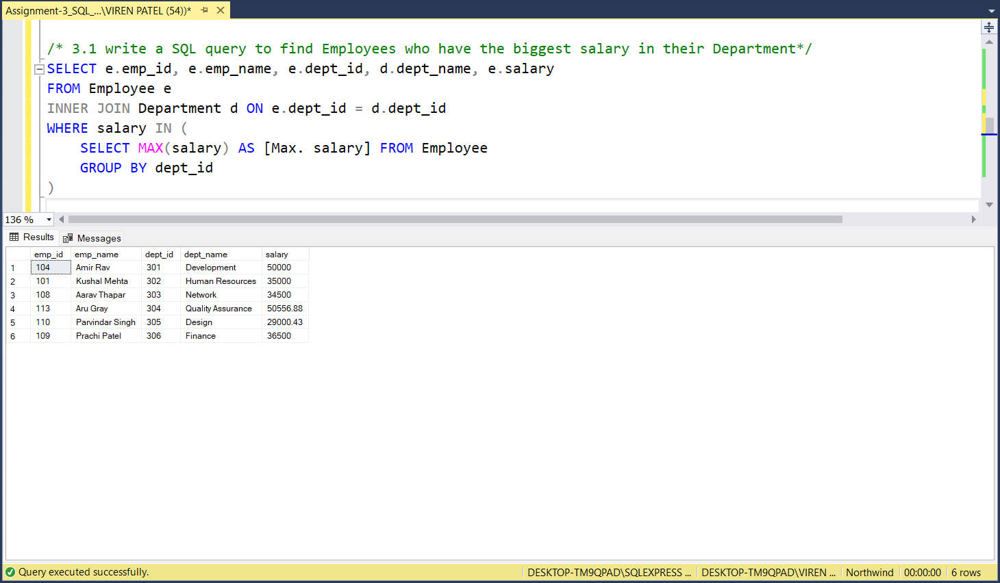 Assignment-3_SQL_...\VIREN PATEL (54))*
/* 3.1 write a SQL query to find Employees who have the biggest salary in their Department*/
SELECT e.emp_id, e.emp_name, e.dept_id, d.dept_name, e.salary
FROM Employee e
INNER JOIN Department d ON e.dept_id = d.dept_id
WHERE salary IN (
SELECT MAX(salary) AS [Max. salary] FROM Employee
GROUP BY dept_id
)
136 %
Results Messages
emp_id emp_name dept_id dept_name salary
1 104 Amir Rav 301 Development 50000
2 101 Kushal Mehta 302 Human Resources 35000
3 108 Aarav Thapar 303 Network 34500
4 113 Aru Gray 304 Quality Assurance 50556.88
5 110 Parvindar Singh 305 Design 29000.43
6 109 Prachi Patel 306 Finance 36500
Query executed successfully. DESKTOP-TM9QPAD\SQLEXPRESS ... DESKTOP-TM9QPAD\VIREN ... Northwind 00:00:00 6 rows